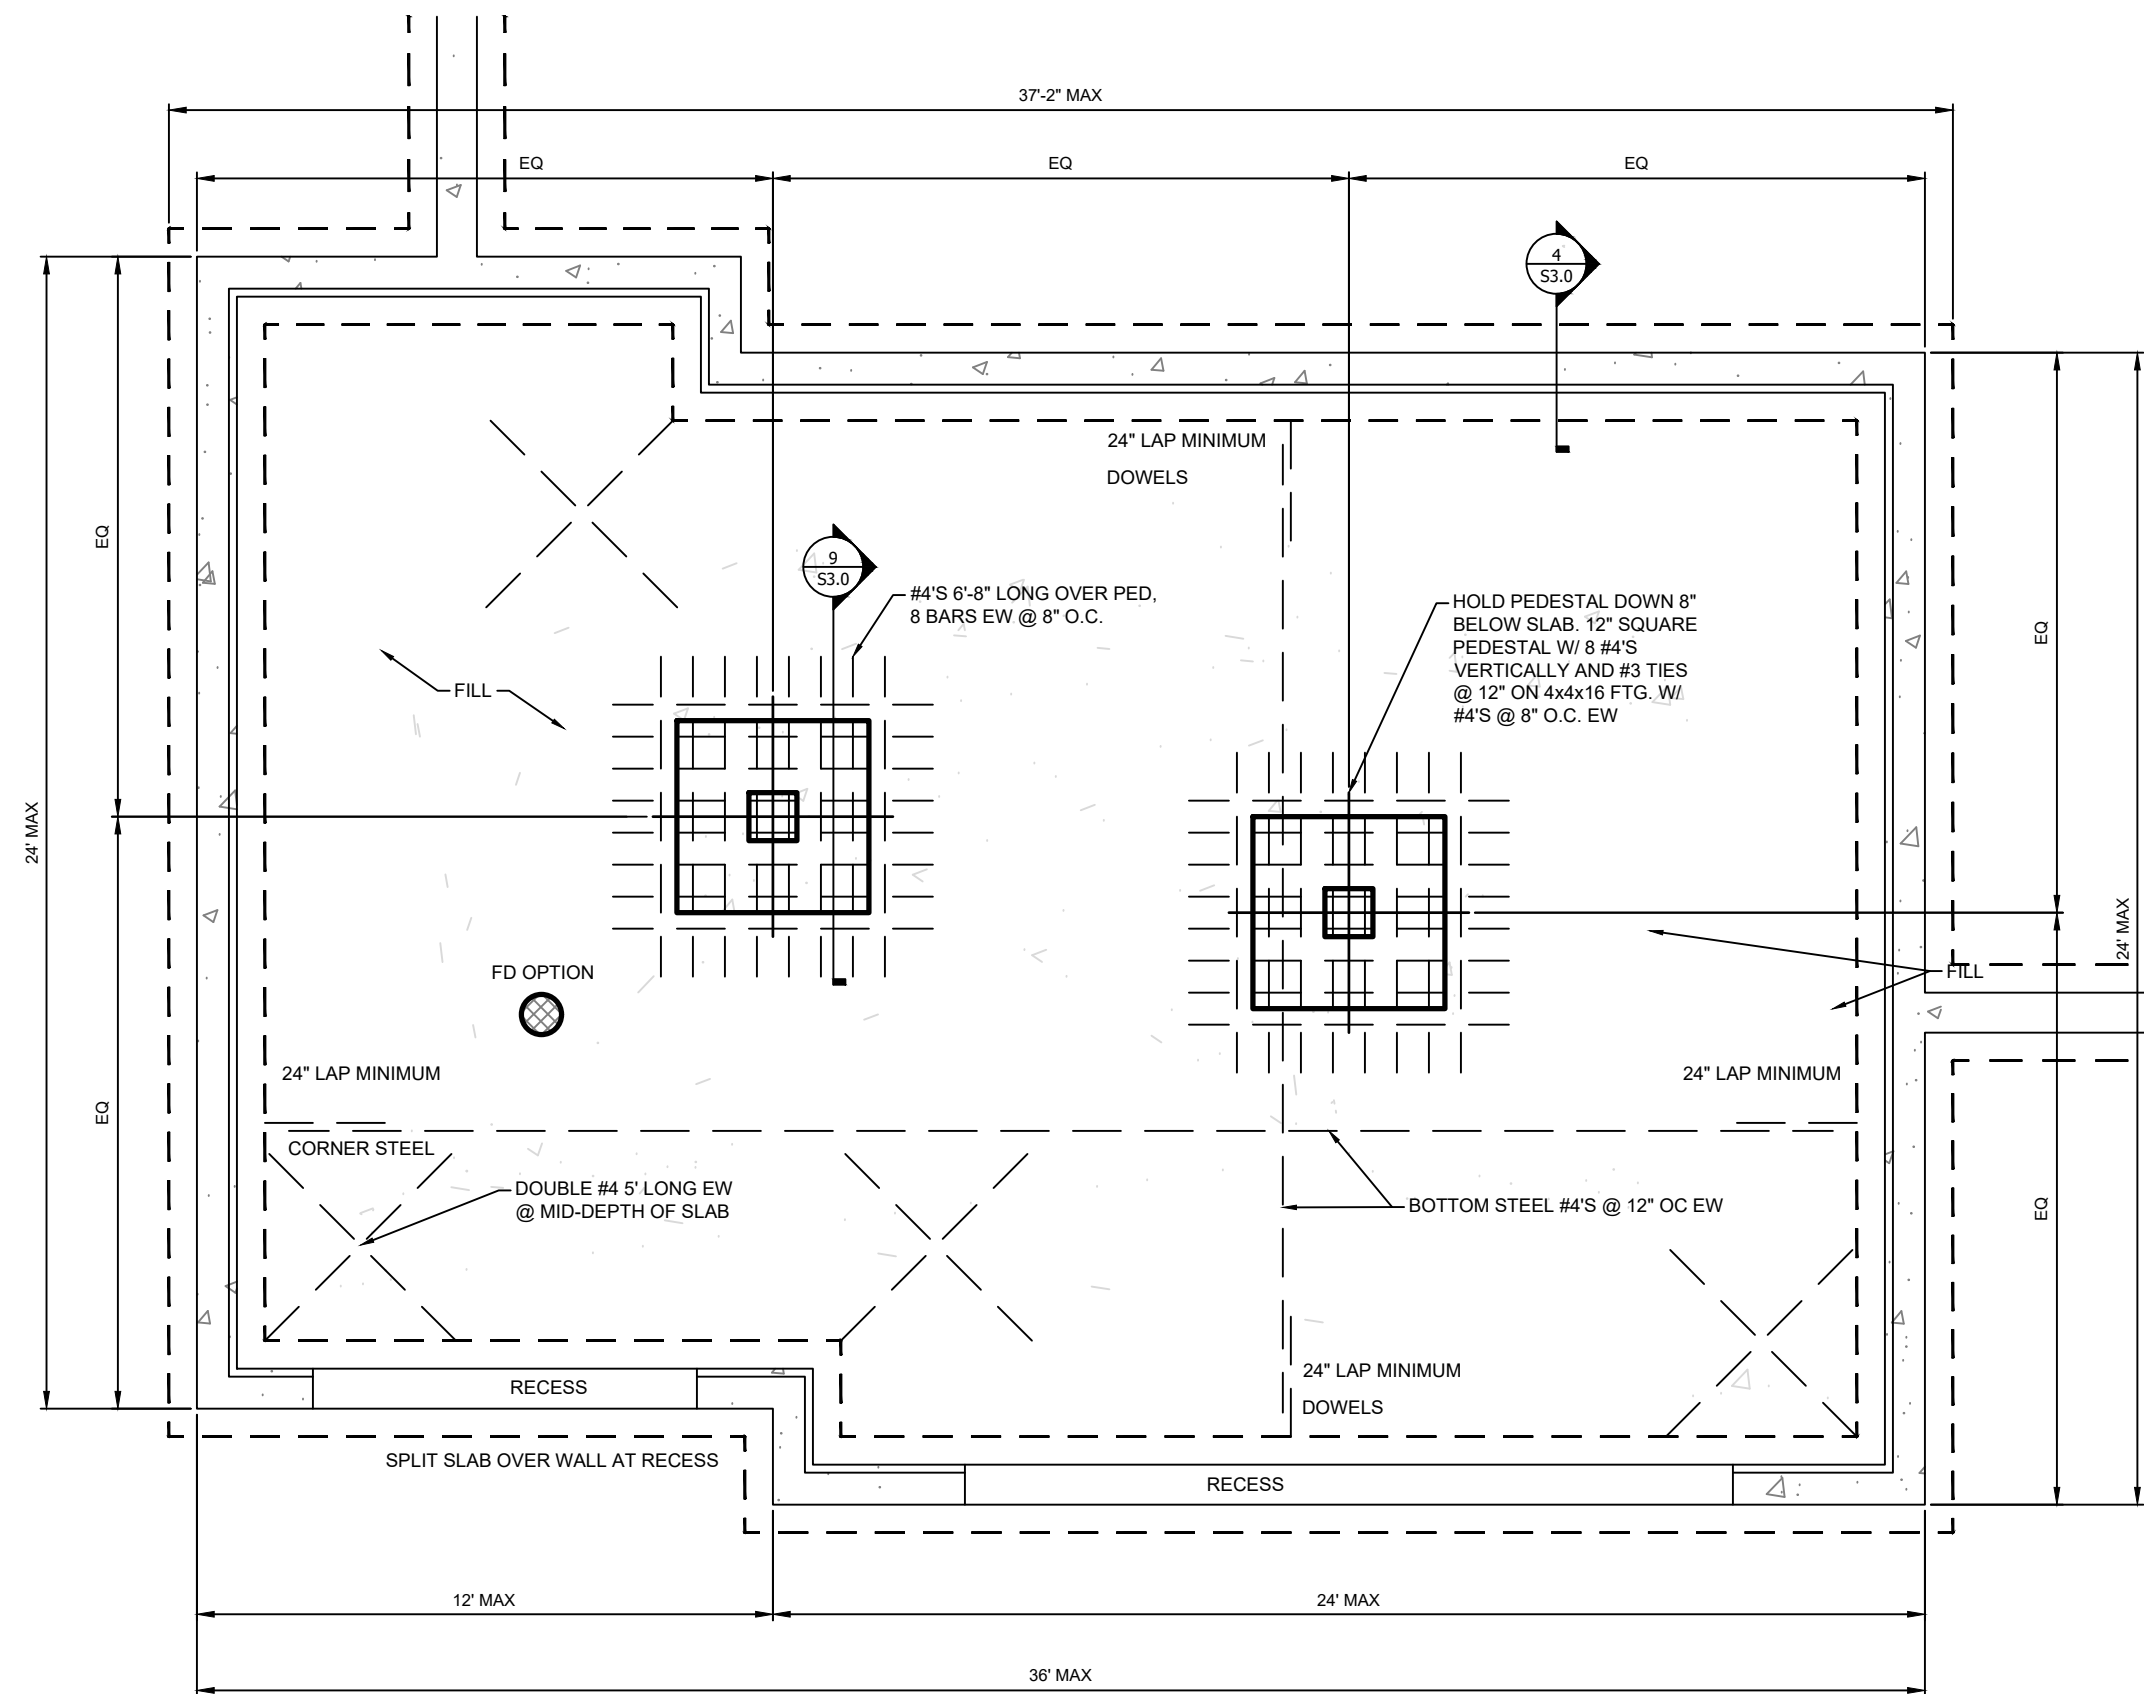 37'-2" MAX
EQ
EQ
EQ
4
S3.0
24" LAP MINIMUM
DOWELS
EQ
9
S3.0
#4'S 6'-8" LONG OVER PED,
8 BARS EW @ 8" O.C.
HOLD PEDESTAL DOWN 8"
BELOW SLAB. 12" SQUARE
PEDESTAL W/ 8 #4'S
VERTICALLY AND #3 TIES
@ 12" ON 4x4x16 FTG. W/
#4'S @ 8" O.C. EW
EQ
FILL
24' MAX
24' MAX
FD OPTION
FILL
24" LAP MINIMUM
24" LAP MINIMUM
EQ
CORNER STEEL
DOUBLE #4 5' LONG EW
@ MID-DEPTH OF SLAB
BOTTOM STEEL #4'S @ 12" OC EW
EQ
RECESS
24" LAP MINIMUM
DOWELS
SPLIT SLAB OVER WALL AT RECESS
RECESS
12' MAX
24' MAX
36' MAX